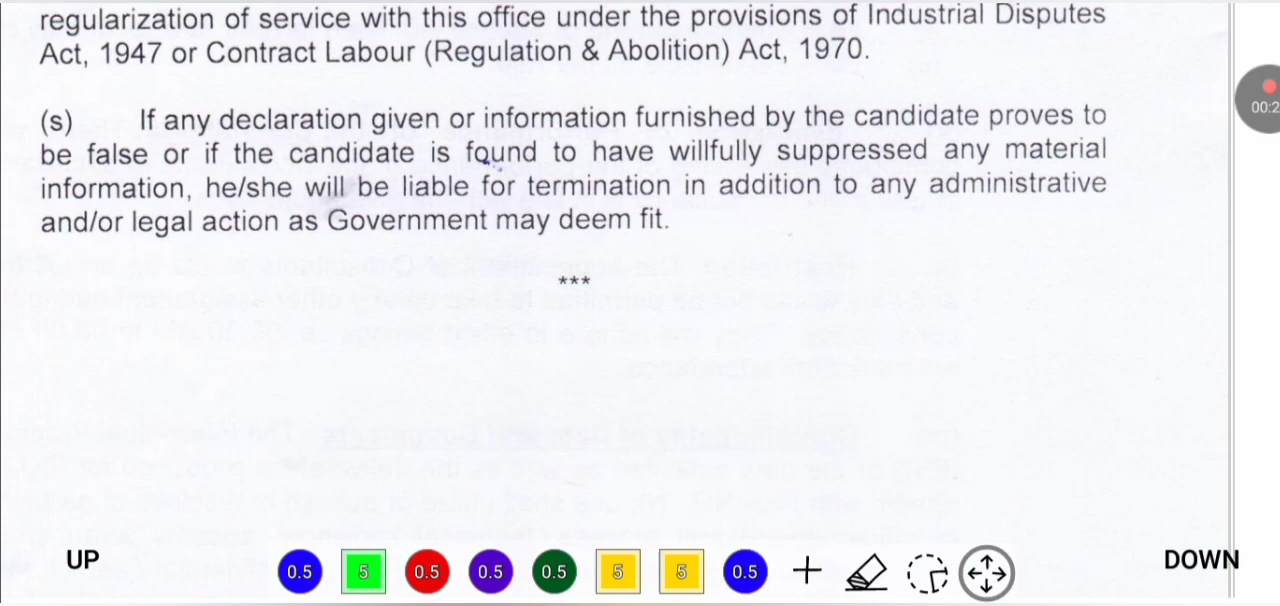 regularization of service with this office under the provisions of Industrial Disputes
Act, 1947 or Contract Labour (Regulation & Abolition) Act, 1970.
(s) If any declaration given or information furnished by the candidate proves to
be false or if the candidate is found to have willfully suppressed any material
information, he/she will be liable for termination in addition to any administrative
and/or legal action as Government may deem fit.
***
00:2
UP 0.5 5 0.5 0.5 0.5 5 5 0.5 DOWN